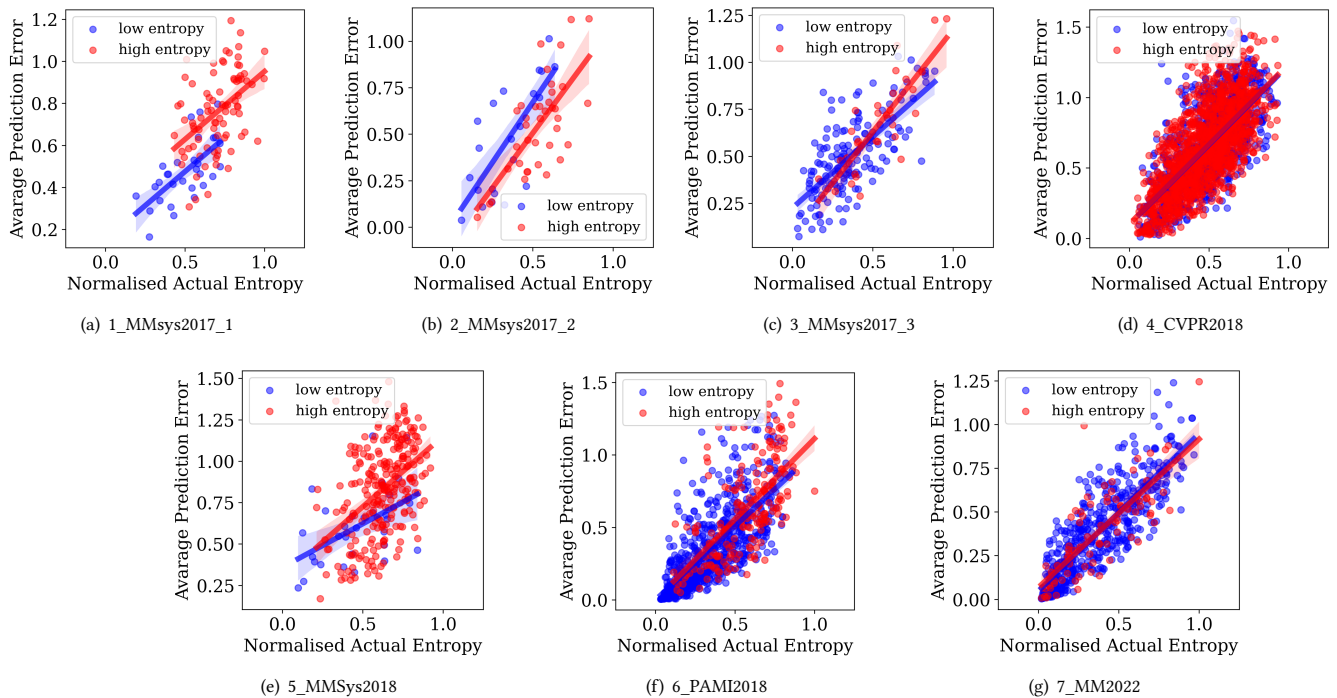 low entropy
high entropy
Avarage Prediction Error
1.2
1.0
0.8
0.6
0.4
0.2
0.0 0.5 1.0
Normalised Actual Entropy
(a) 1_MMsys2017_1
low entropy
high entropy
Avarage Prediction Error
1.00
0.75
0.50
0.25
0.00
0.0 0.5 1.0
Normalised Actual Entropy
(b) 2_MMsys2017_2
low entropy
high entropy
Avarage Prediction Error
1.25
1.00
0.75
0.50
0.25
0.0 0.5 1.0
Normalised Actual Entropy
(c) 3_MMsys2017_3
low entropy
high entropy
Avarage Prediction Error
1.5
1.0
0.5
0.0
0.0 0.5 1.0
Normalised Actual Entropy
(d) 4_CVPR2018
low entropy
high entropy
Avarage Prediction Error
1.50
1.25
1.00
0.75
0.50
0.25
0.0 0.5 1.0
Normalised Actual Entropy
(e) 5_MMSys2018
low entropy
high entropy
Avarage Prediction Error
1.5
1.0
0.5
0.0
0.0 0.5 1.0
Normalised Actual Entropy
(f) 6_PAMI2018
low entropy
high entropy
Avarage Prediction Error
1.25
1.00
0.75
0.50
0.25
0.00
0.0 0.5 1.0
Normalised Actual Entropy
(g) 7_MM2022